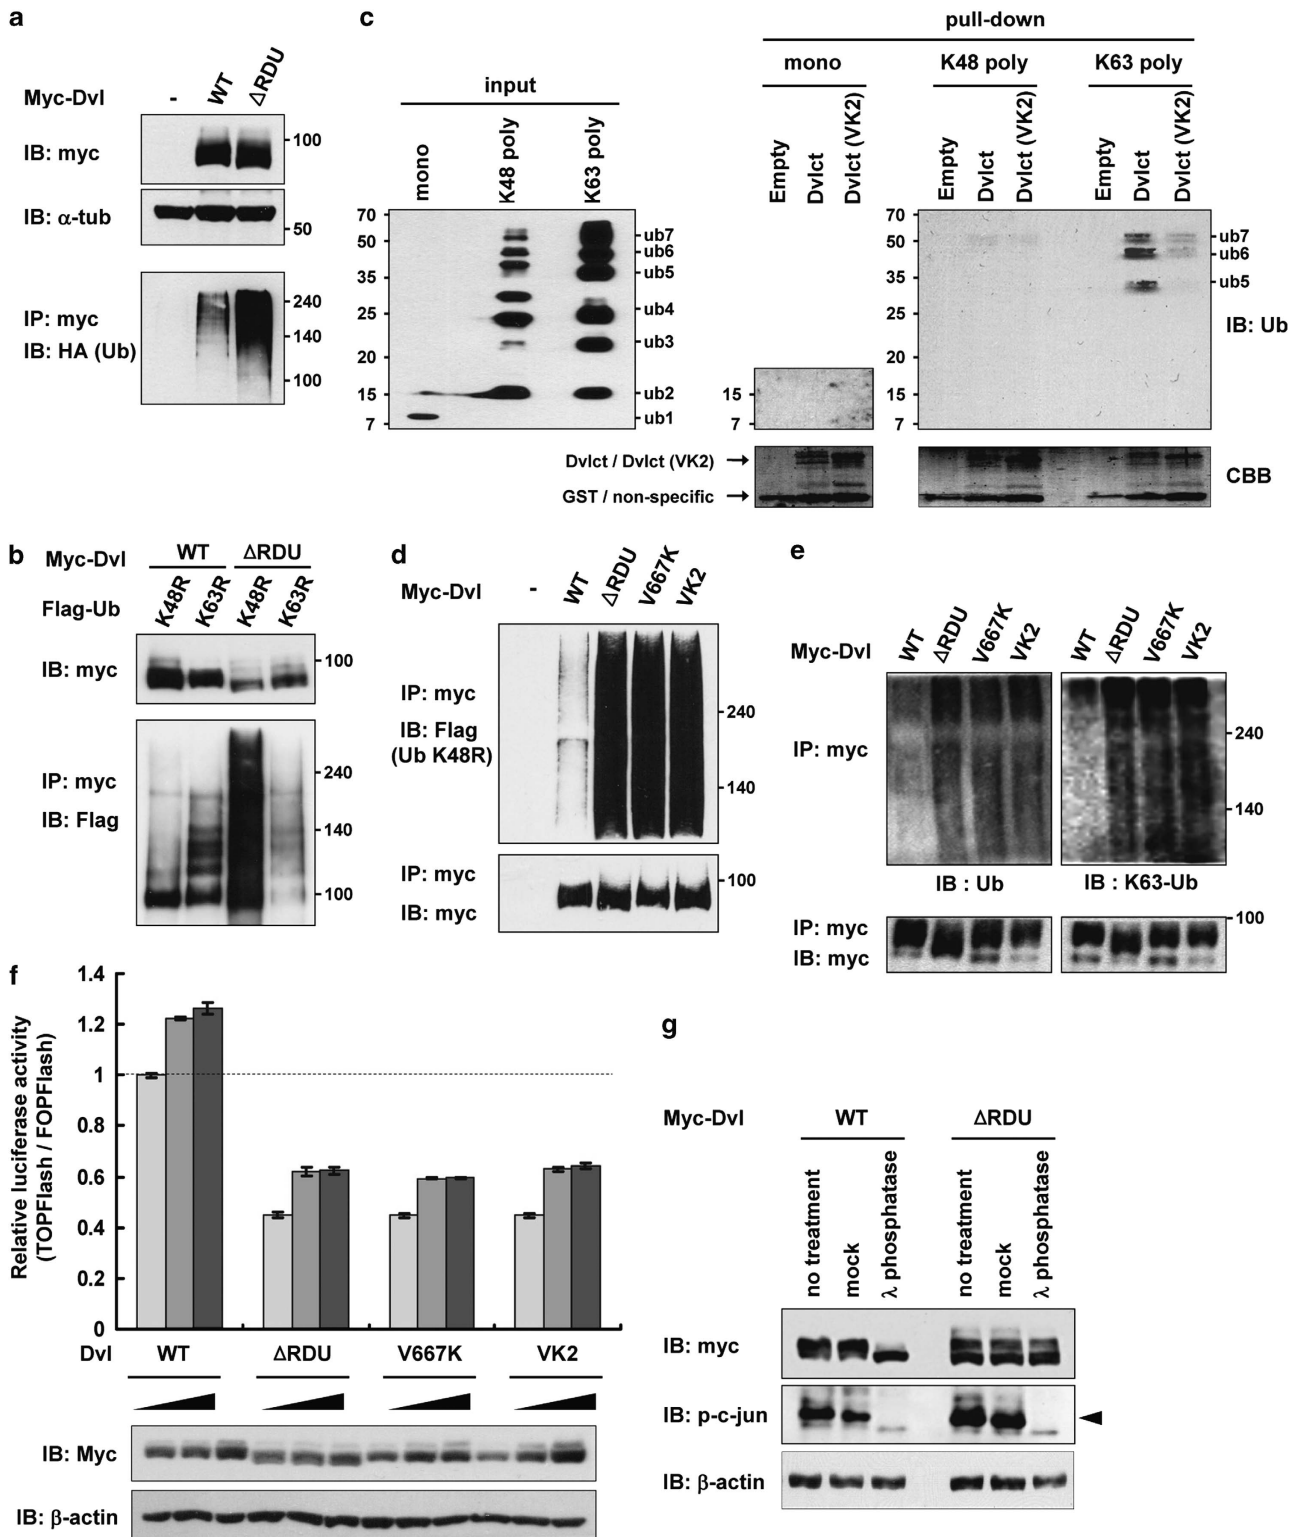 a
Myc-Dvl
-
WT
ΔRDU
IB: myc
100
IB: α-tub
50
IP: myc
IB: HA (Ub)
240
140
100
c
input
mono
K48 poly
K63 poly
70
50
35
25
20
15
7
ub7
ub6
ub5
ub4
ub3
ub2
ub1
pull-down
mono
K48 poly
K63 poly
Empty
Dvlct
Dvlct (VK2)
Empty
Dvlct
Dvlct (VK2)
Empty
Dvlct
Dvlct (VK2)
15
7
70
50
35
25
20
15
7
ub7
ub6
ub5
IB: Ub
Dvlct / Dvlct (VK2)
GST / non-specific
CBB
b
Myc-Dvl
WT
ΔRDU
Flag-Ub
K48R
K63R
K48R
K63R
IB: myc
100
IP: myc
IB: Flag
240
140
100
d
Myc-Dvl
-
WT
ΔRDU
V667K
VK2
IP: myc
IB: Flag
(Ub K48R)
240
140
IP: myc
IB: myc
100
e
Myc-Dvl
WT
ΔRDU
V667K
VK2
WT
ΔRDU
V667K
VK2
IP: myc
240
140
IB : Ub
IB : K63-Ub
IP: myc
IB: myc
100
f
Relative luciferase activity
(TOPFlash / FOPFlash)
1.4
1.2
1
0.8
0.6
0.4
0.2
0
Dvl
WT
ΔRDU
V667K
VK2
IB: Myc
IB: β-actin
g
Myc-Dvl
WT
ΔRDU
no treatment
mock
λ phosphatase
no treatment
mock
λ phosphatase
IB: myc
IB: p-c-jun
IB: β-actin